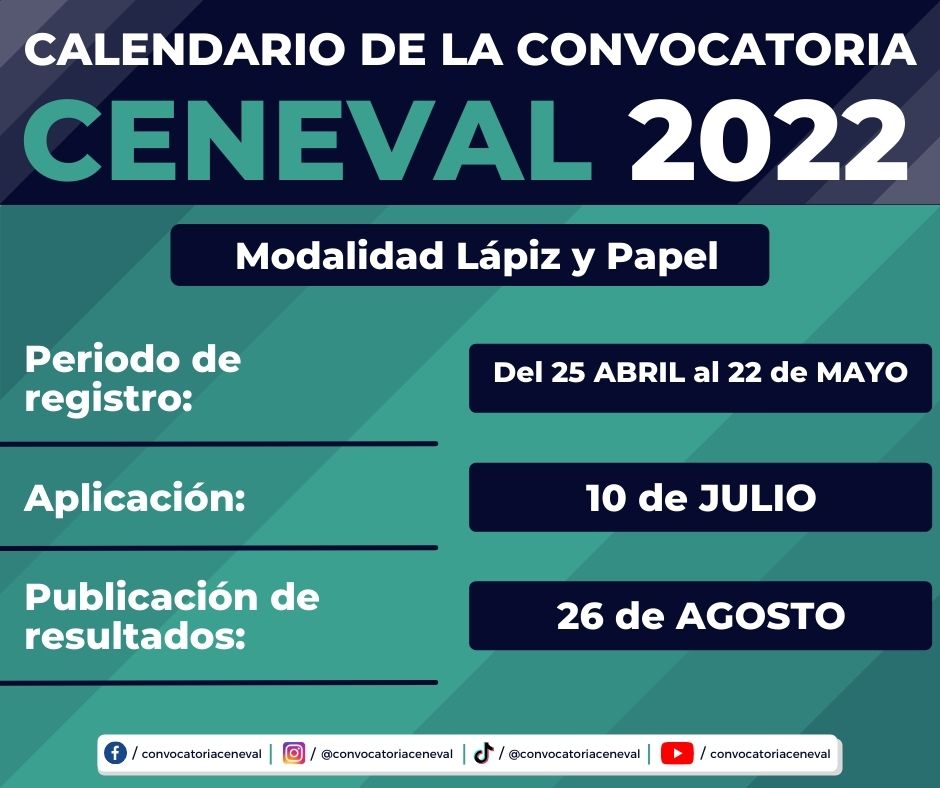 CALENDARIO DE LA CONVOCATORIA
CENEVAL 2022
Modalidad Lápiz y Papel
Periodo de
registro:
Del 25 ABRIL al 22 de MAYO
Aplicación:
10 de JULIO
Publicación de
resultados:
26 de AGOSTO
/ convocatoriaceneval | / @convocatoriaceneval | / @convocatoriaceneval | / convocatoriaceneval